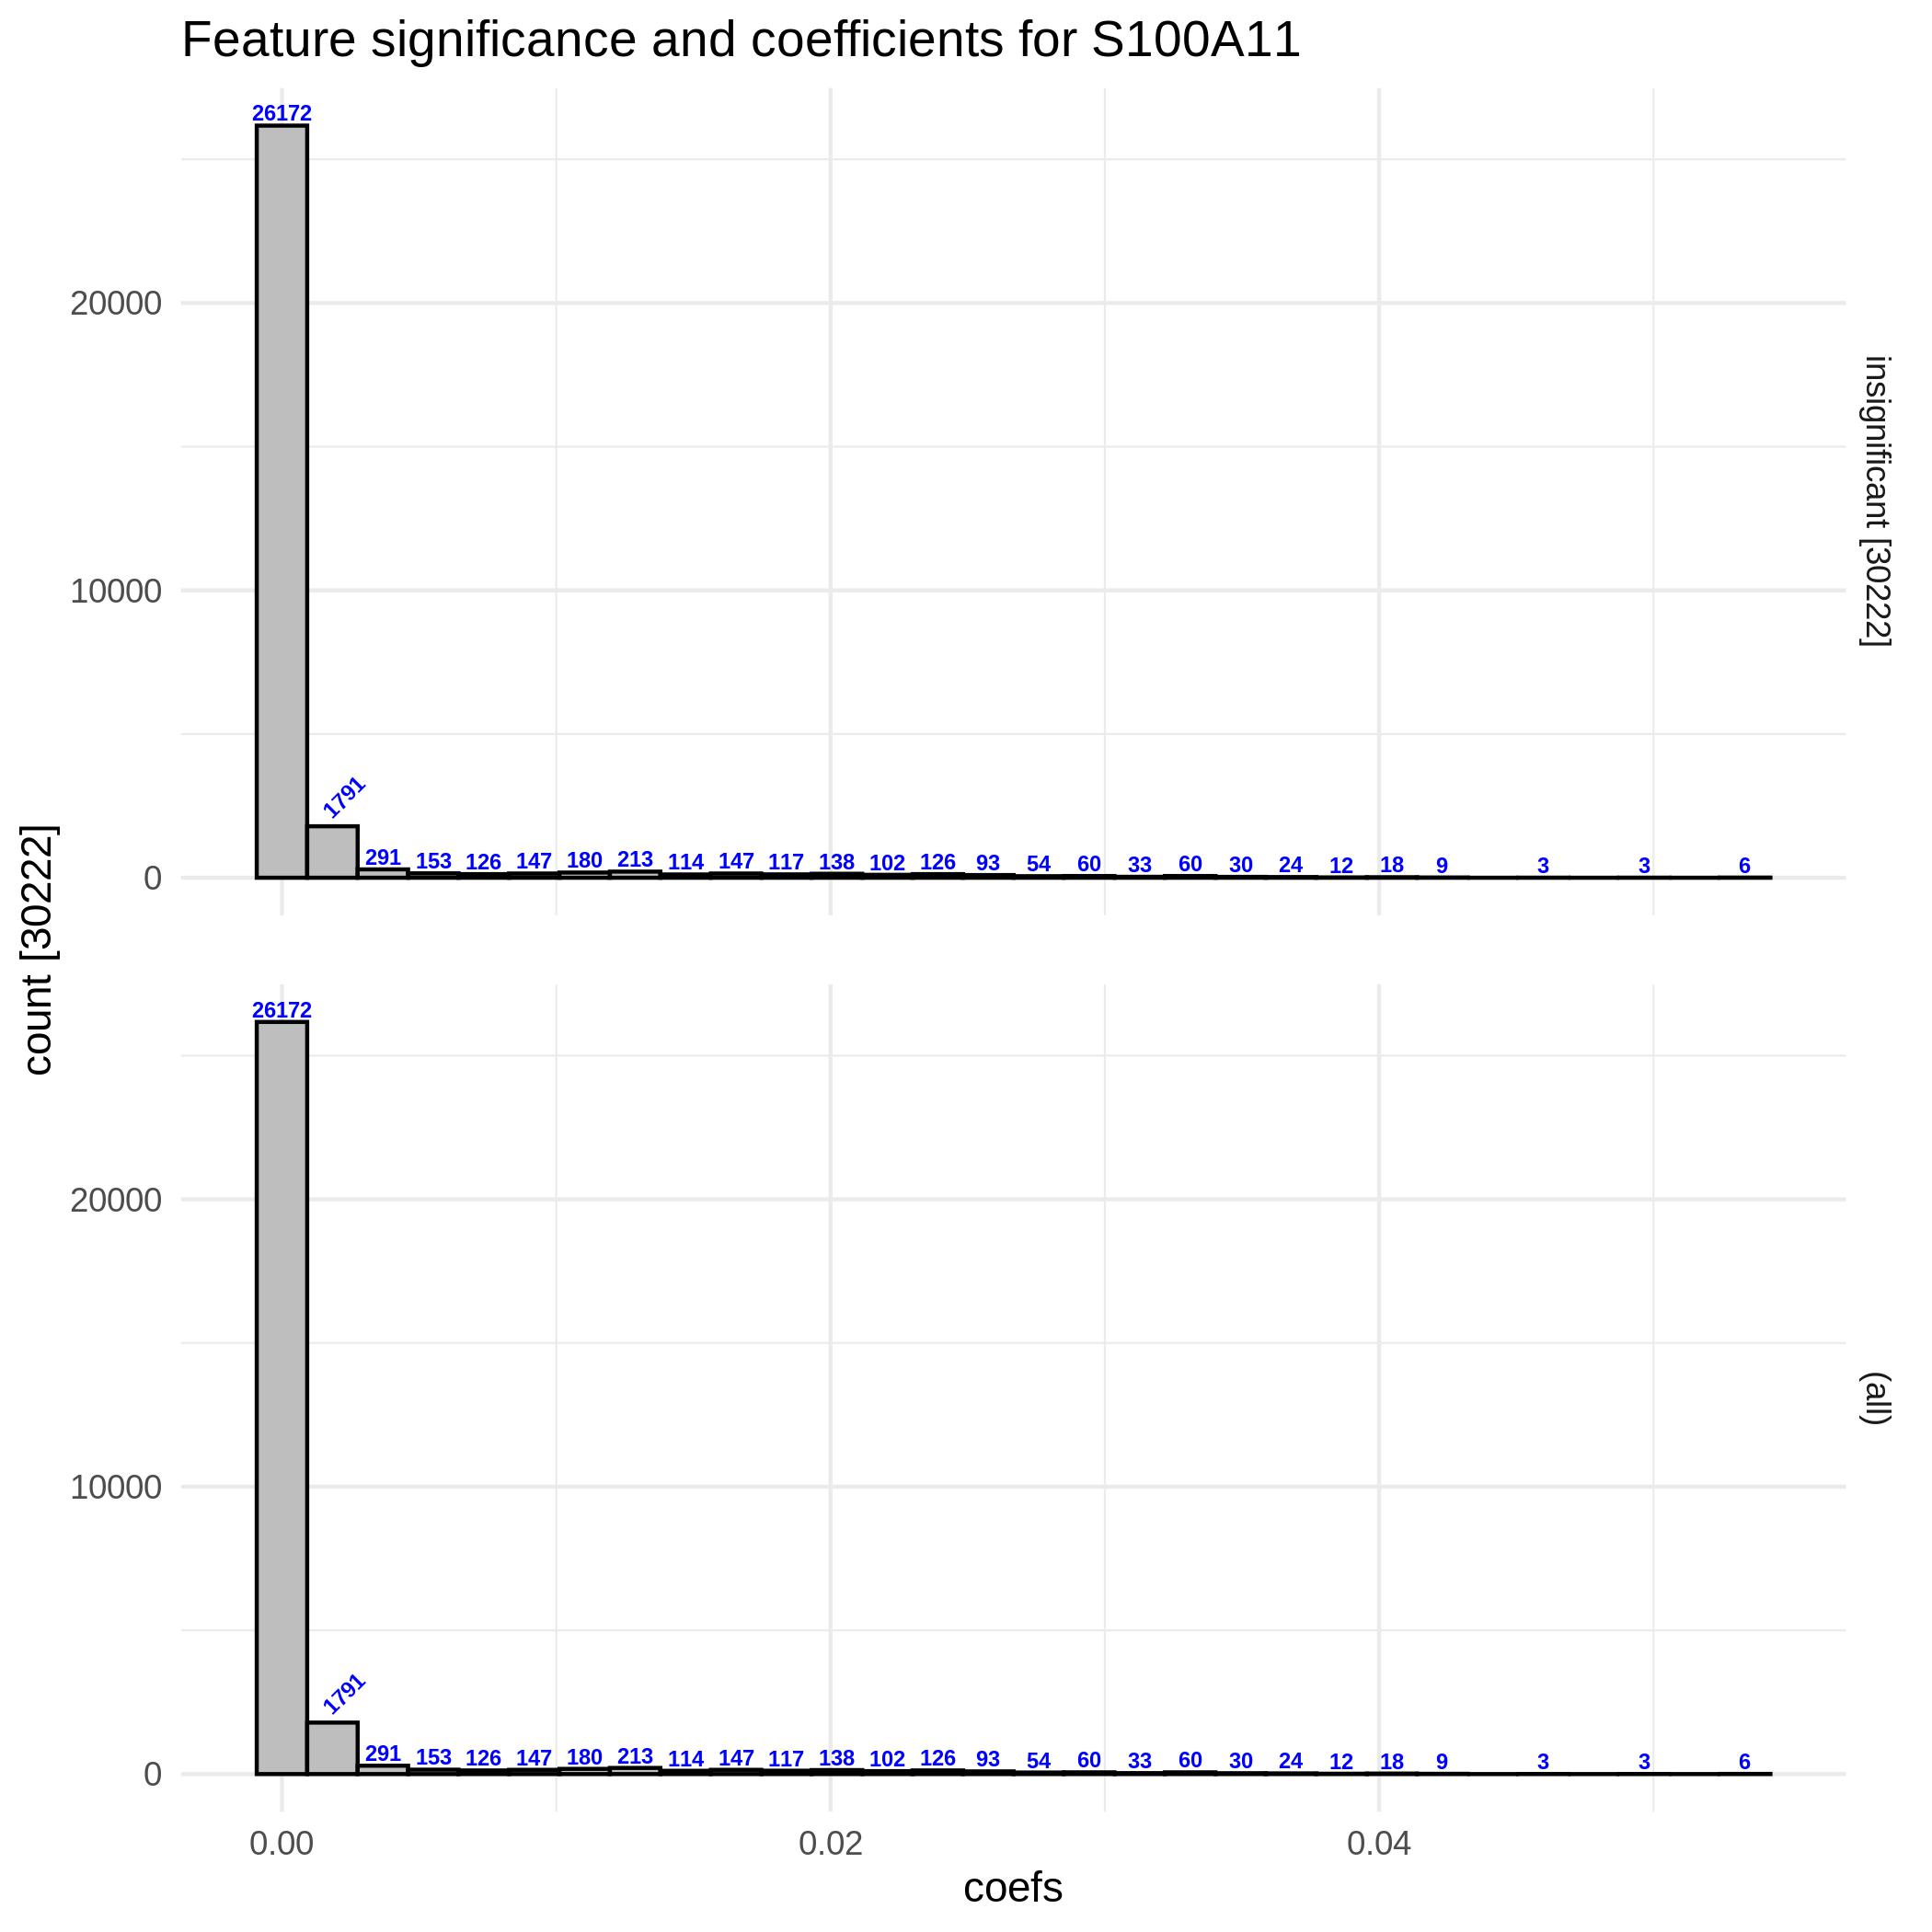 Feature significance and coefficients for S100A11
count [30222]
20000
10000
0
26172
1791
291 153 126 147 180 213 114 147 117 138 102 126 93 54 60 33 60 30 24 12 18 9 3 3 6
insignificant [30222]
20000
10000
0
26172
1791
291 153 126 147 180 213 114 147 117 138 102 126 93 54 60 33 60 30 24 12 18 9 3 3 6
(all)
0.00 0.02 0.04
coefs